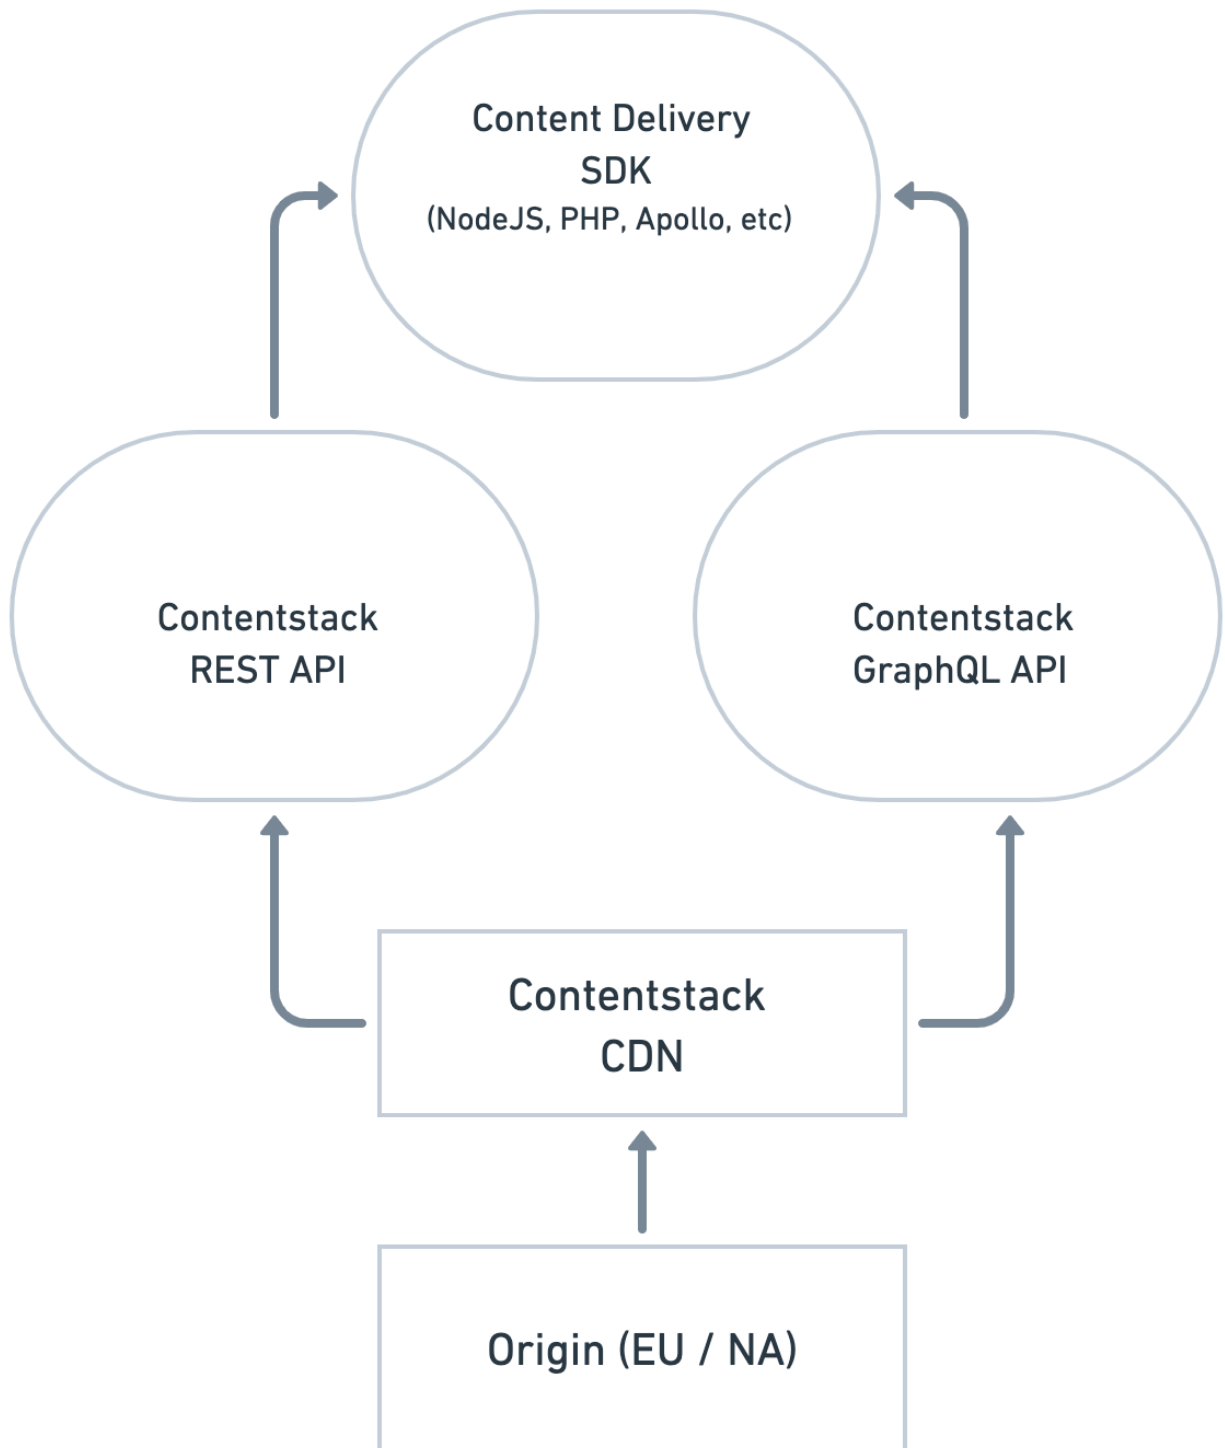 Content Delivery
SDK
(NodeJS, PHP, Apollo, etc)
Contentstack
REST API
Contentstack
GraphQL API
Contentstack
CDN
Origin (EU / NA)